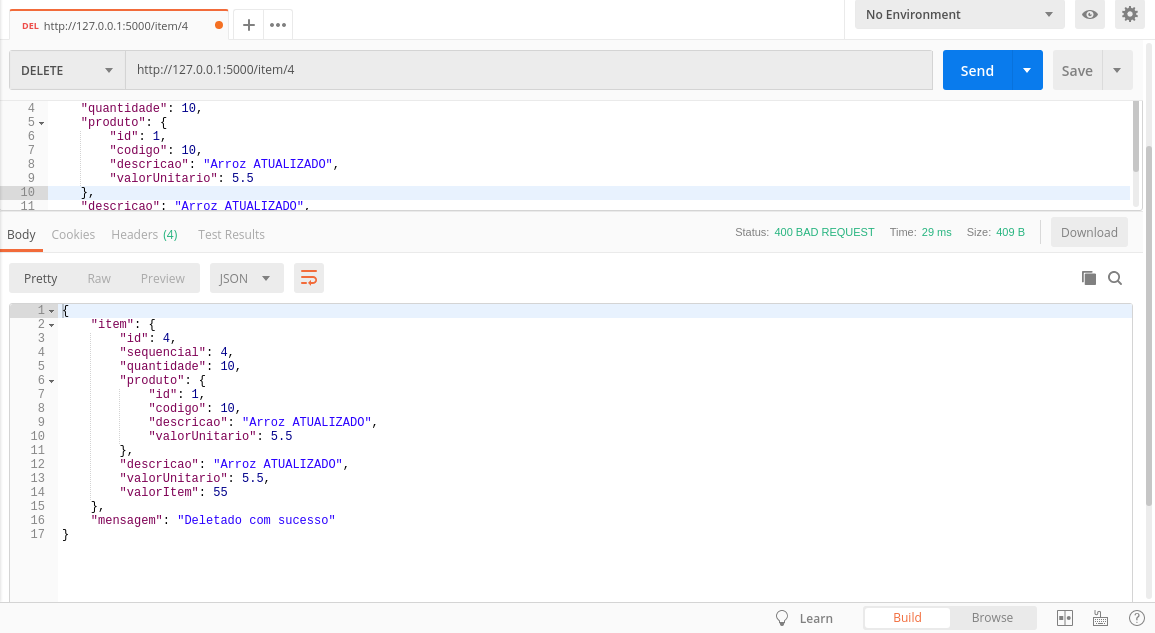 DEL http://127.0.0.1:5000/item/4
No Environment
DELETE http://127.0.0.1:5000/item/4 Send Save
4 "quantidade": 10,
5 "produto": {
6 "id": 1,
7 "codigo": 10,
8 "descricao": "Arroz ATUALIZADO",
9 "valorUnitario": 5.5
10 },
11 "descricao": "Arroz ATUALIZADO",
Body Cookies Headers (4) Test Results Status: 400 BAD REQUEST Time: 29 ms Size: 409 B Download
Pretty Raw Preview JSON
1 {
2 "item": {
3 "id": 4,
4 "sequencial": 4,
5 "quantidade": 10,
6 "produto": {
7 "id": 1,
8 "codigo": 10,
9 "descricao": "Arroz ATUALIZADO",
10 "valorUnitario": 5.5
11 },
12 "descricao": "Arroz ATUALIZADO",
13 "valorUnitario": 5.5,
14 "valorItem": 55
15 },
16 "mensagem": "Deletado com sucesso"
17 }
Learn Build Browse